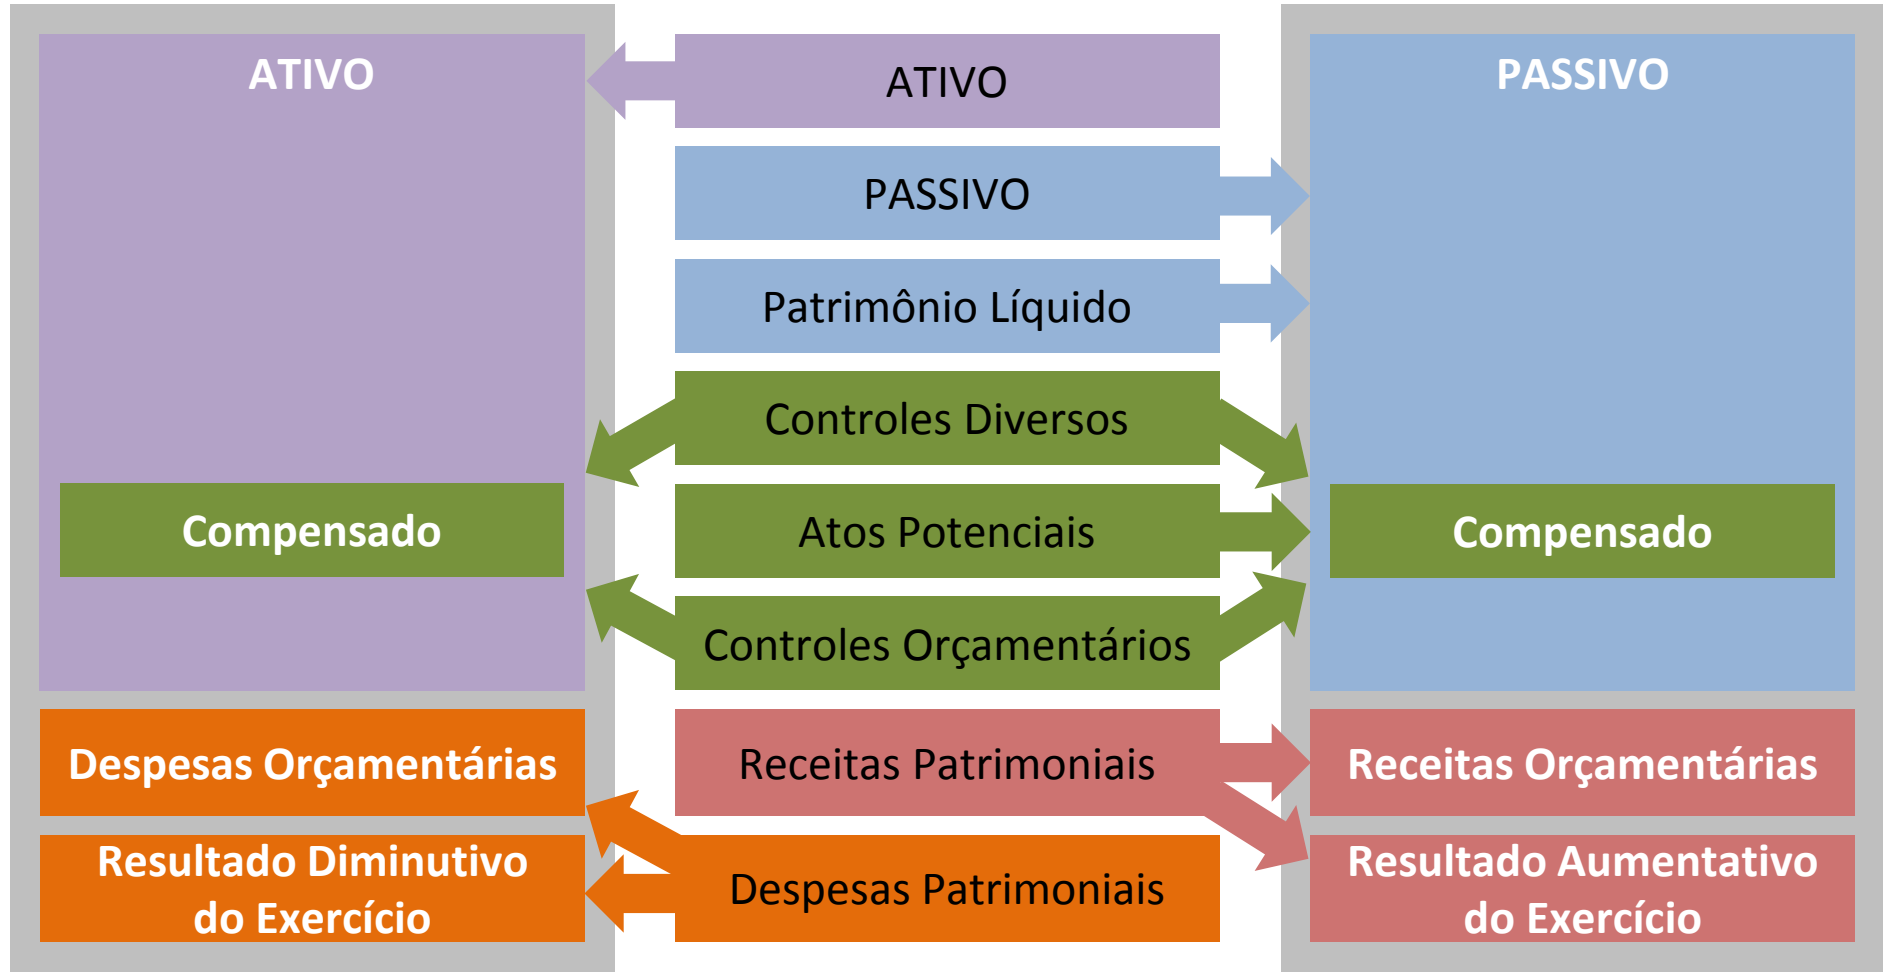 ATIVO
Compensado
Despesas Orçamentárias
Resultado Diminutivo
do Exercício
ATIVO
PASSIVO
Patrimônio Líquido
Controles Diversos
Atos Potenciais
Controles Orçamentários
Receitas Patrimoniais
Despesas Patrimoniais
PASSIVO
Compensado
Receitas Orçamentárias
Resultado Aumentativo
do Exercício